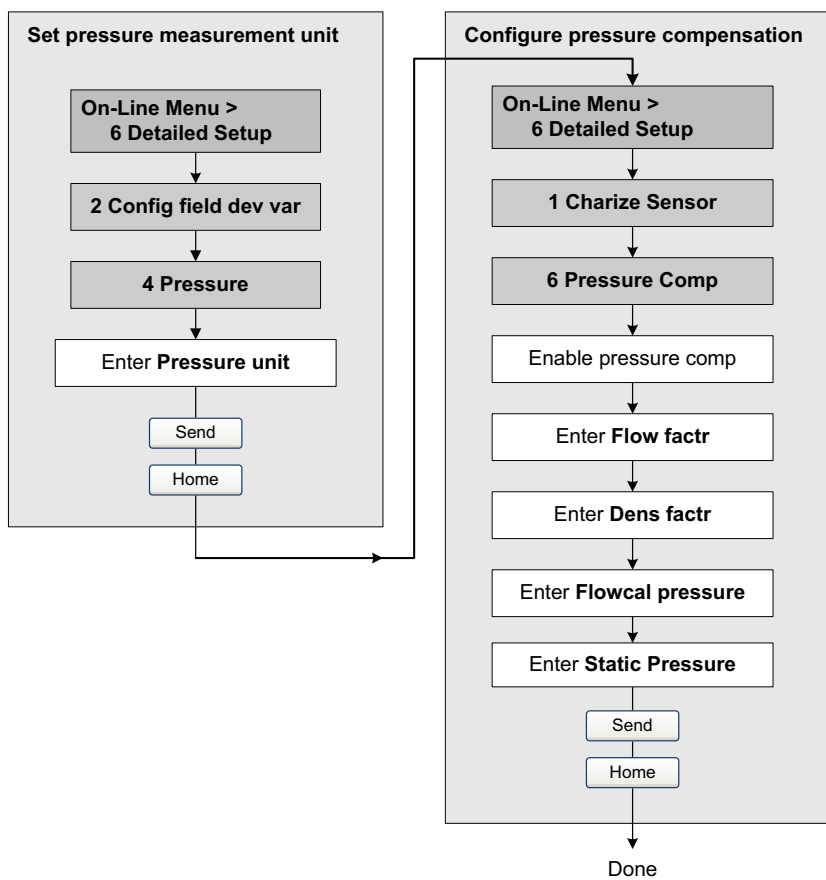 Set pressure measurement unit
On-Line Menu >
6 Detailed Setup
2 Config field dev var
4 Pressure
Enter Pressure unit
Send
Home
Configure pressure compensation
On-Line Menu >
6 Detailed Setup
1 Charize Sensor
6 Pressure Comp
Enable pressure comp
Enter Flow factr
Enter Dens factr
Enter Flowcal pressure
Enter Static Pressure
Send
Home
Done